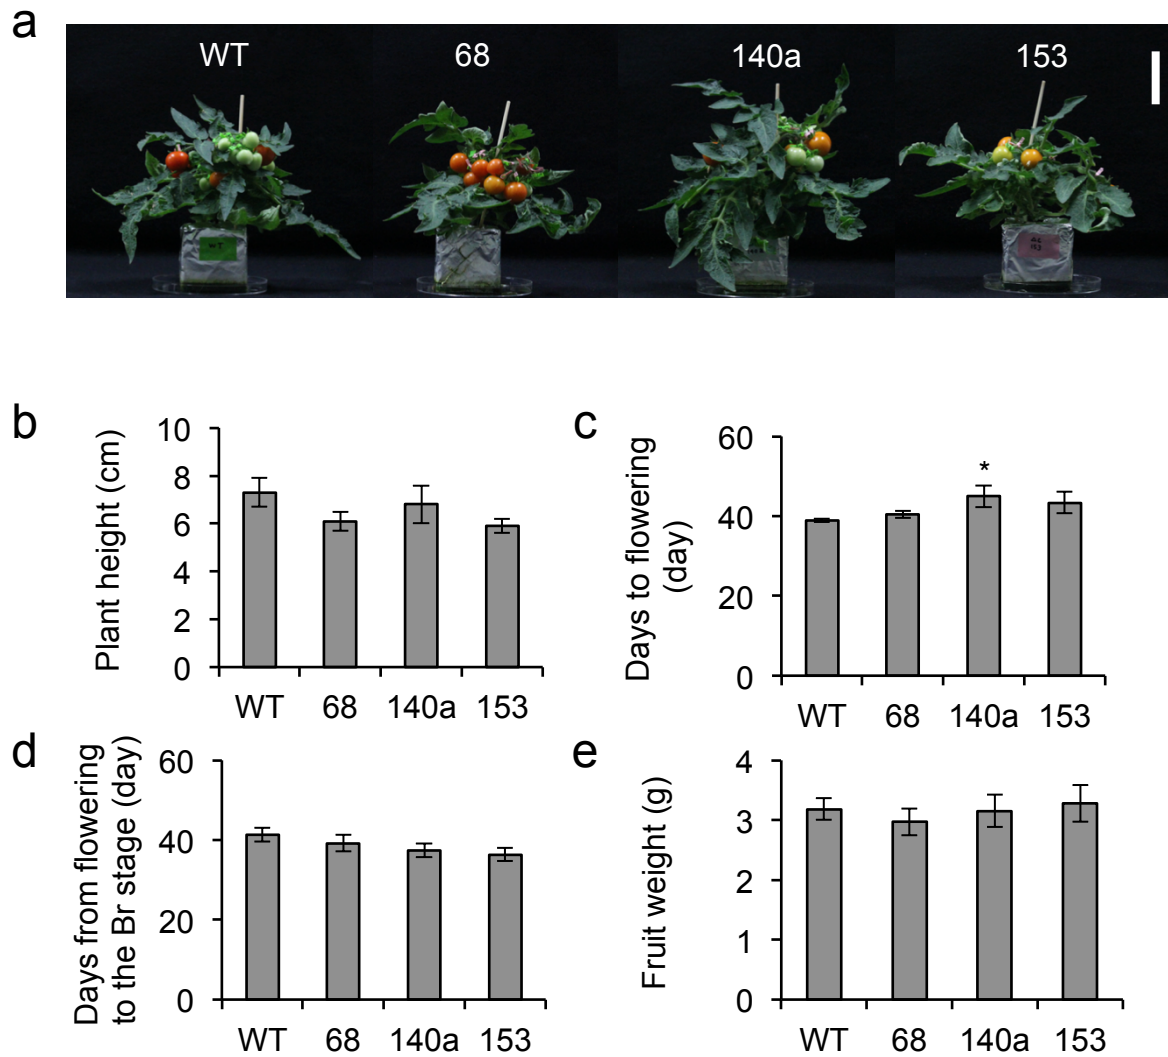 a
WT 68 140a 153
WT
b
Plant height (cm)
10
8
6
4
2
0
WT 68 140a 153
c
Days to flowering
(day)
60
40
20
0
*
WT 68 140a 153
d
Days from flowering
to the Br stage (day)
60
40
20
0
WT 68 140a 153
e
Fruit weight (g)
4
3
2
1
0
WT 68 140a 153